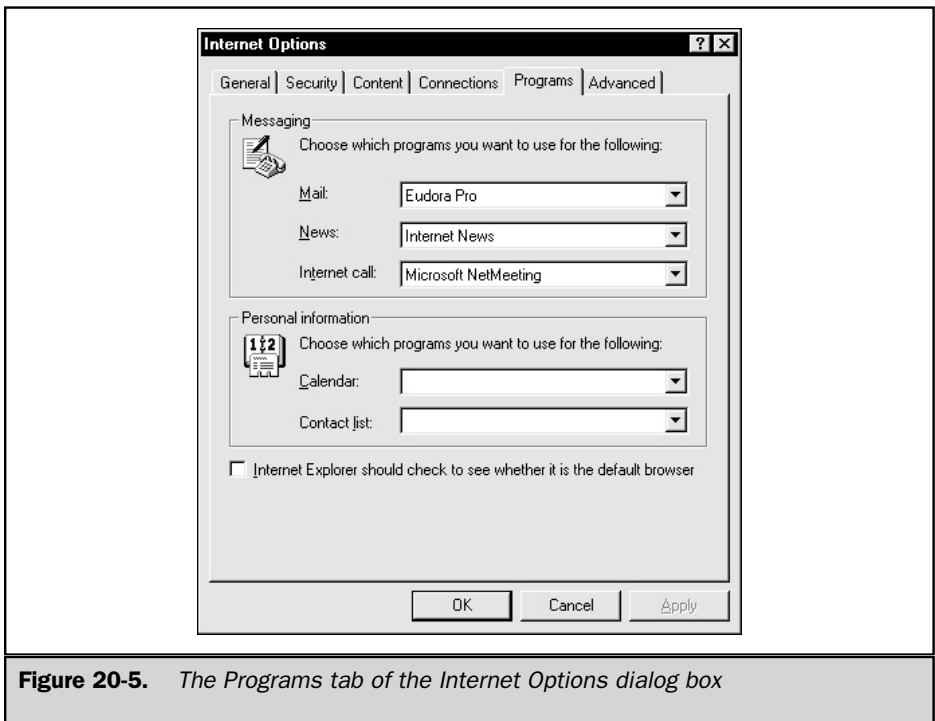 Internet Options
General Security Content Connections Programs Advanced
Messaging
Choose which programs you want to use for the following:
Mail: Eudora Pro
News: Internet News
Internet call: Microsoft NetMeeting
Personal information
Choose which programs you want to use for the following:
Calendar:
Contact list:
Internet Explorer should check to see whether it is the default browser
OK Cancel Apply
Figure 20-5. The Programs tab of the Internet Options dialog box